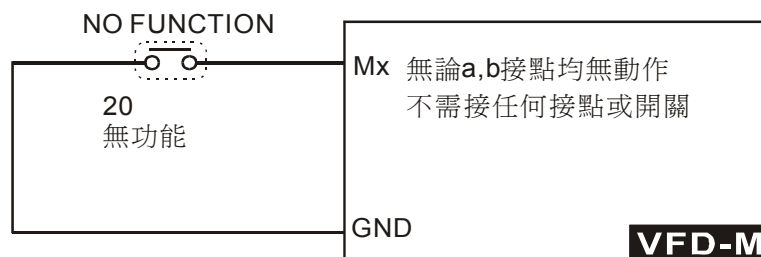 NO FUNCTION
Mx 無論a,b接點均無動作
不需接任何接點或開關
20
無功能
GND
VFD-M